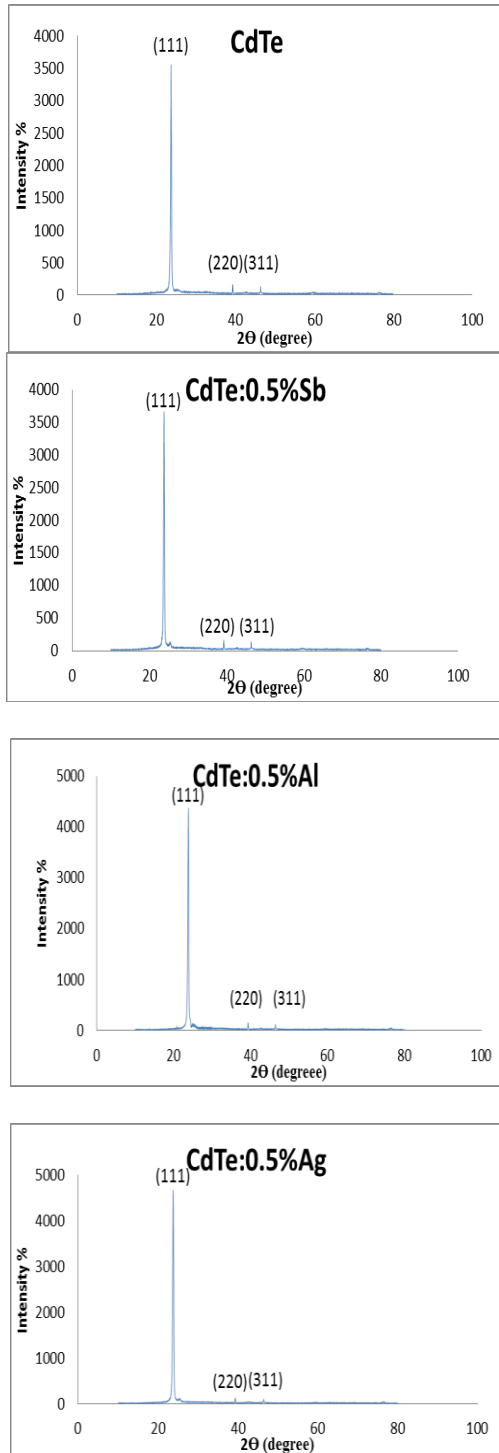 CdTe
(111)
4000
3500
3000
2500
2000
1500
1000
500
0
Intensity %
(220)(311)
0 20 40 60 80 100
2Θ (degree)
CdTe:0.5%Sb
(111)
4000
3500
3000
2500
2000
1500
1000
500
0
Intensity %
(220) (311)
0 20 40 60 80 100
2Θ (degree)
CdTe:0.5%Al
(111)
5000
4000
3000
2000
1000
0
Intensity %
(220) (311)
0 20 40 60 80 100
2Θ (degreee)
CdTe:0.5%Ag
(111)
5000
4000
3000
2000
1000
0
Intensity %
(220) (311)
0 20 40 60 80 100
2Θ (degree)